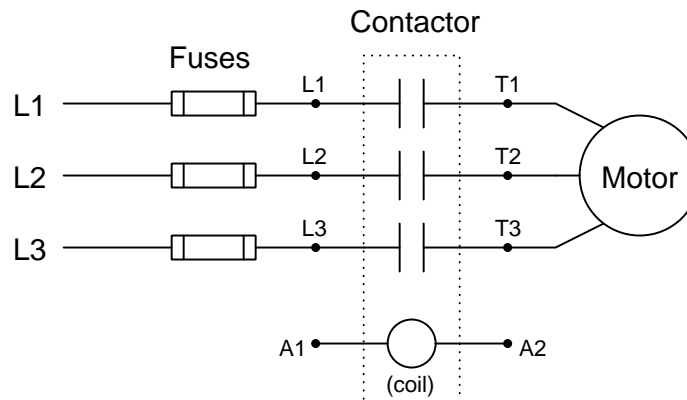 Contactor
Fuses
L1 L1 T1
L2 L2 T2 Motor
L3 L3 T3
A1 A2
(coil)